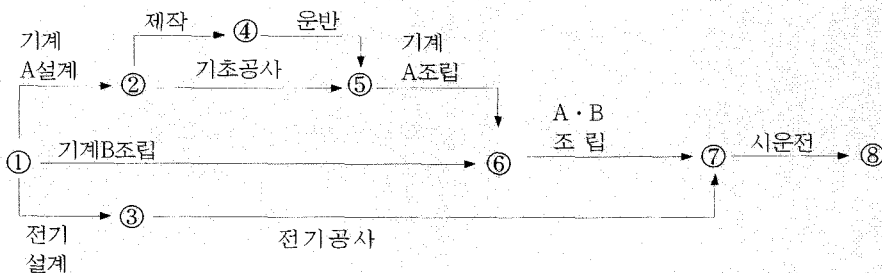 제작
④
운반
기계
A설계
②
기초공사
⑤
기계
A조립
①
기계B조립
⑥
A·B
조 립
⑦
시운전
⑧
③
전기
설계
전기공사